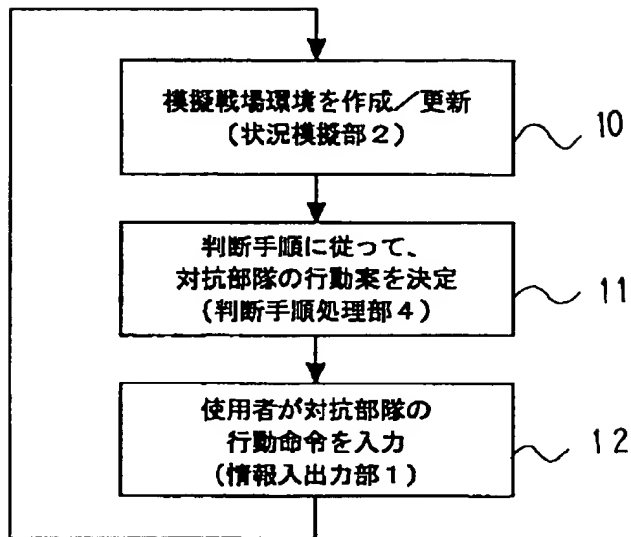 模擬戦場環境を作成／更新
(状況模擬部2)
10
判断手順に従って、
対抗部隊の行動案を決定
(判断手順処理部4)
11
使用者が対抗部隊の
行動命令を入力
(情報入出力部1)
12